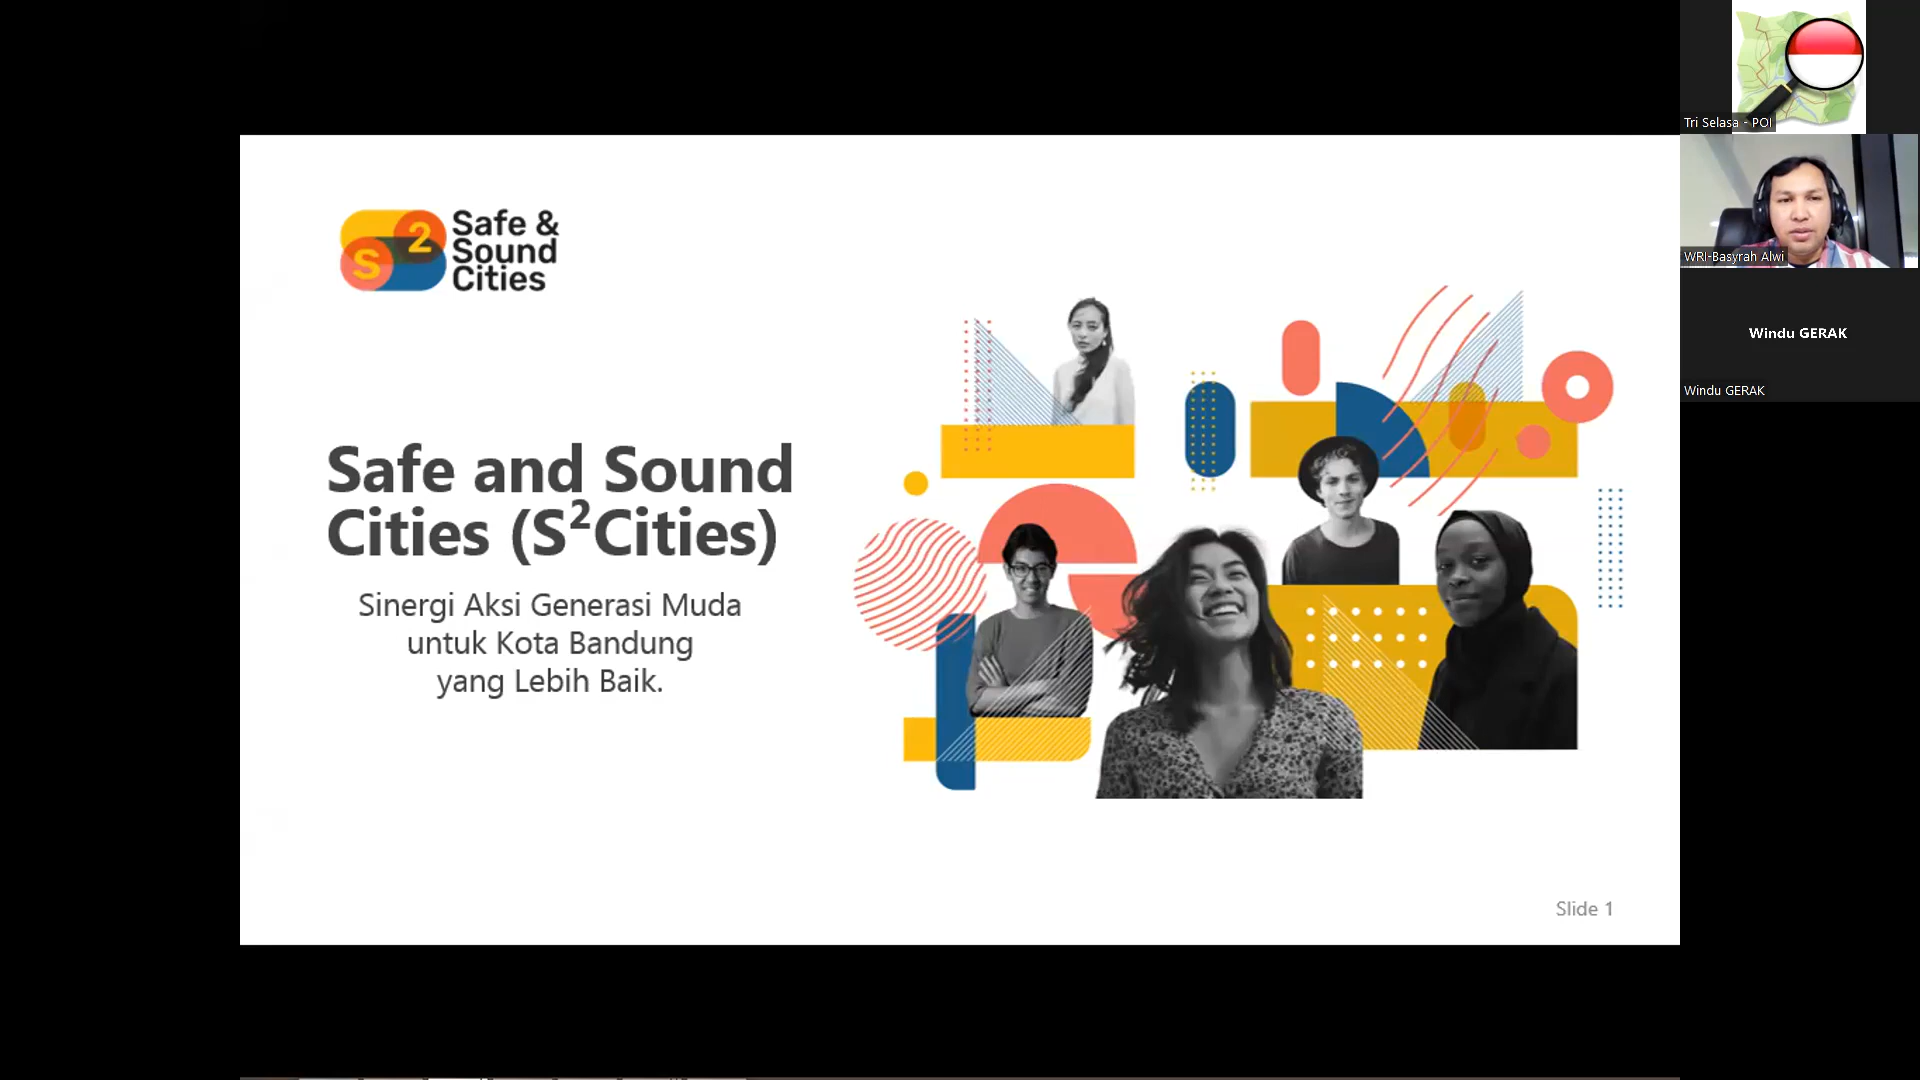 S2
Safe &
Sound
Cities
Safe and Sound
Cities (S²Cities)
Sinergi Aksi Generasi Muda
untuk Kota Bandung
yang Lebih Baik.
Slide 1
Tri Selasa - POI
WRI-Basyrah Alwi
Windu GERAK
Windu GERAK